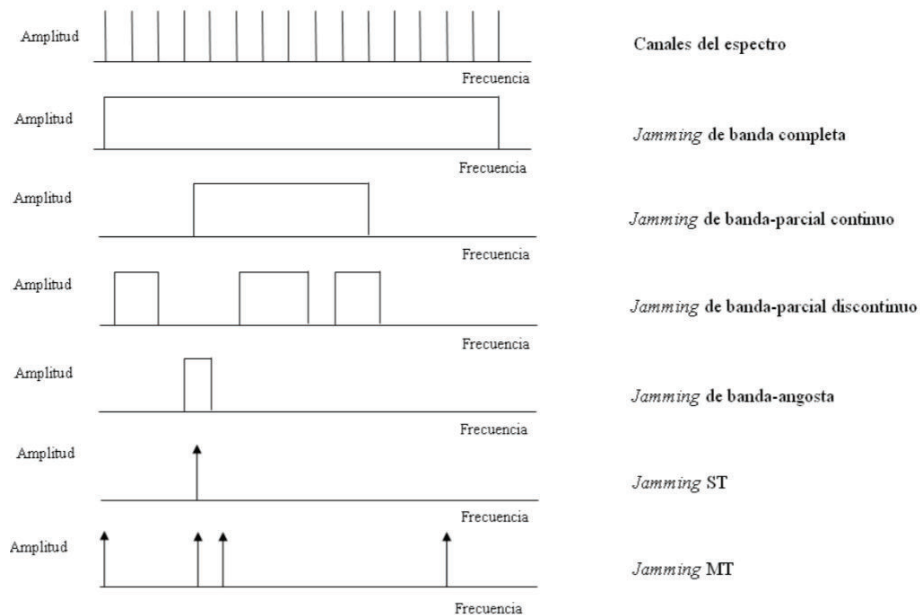 Amplitud
Canales del espectro
Frecuencia
Amplitud
Jamming de banda completa
Frecuencia
Amplitud
Jamming de banda-parcial continuo
Frecuencia
Amplitud
Jamming de banda-parcial discontinuo
Frecuencia
Amplitud
Jamming de banda-angosta
Frecuencia
Amplitud
Jamming ST
Frecuencia
Amplitud
Jamming MT
Frecuencia